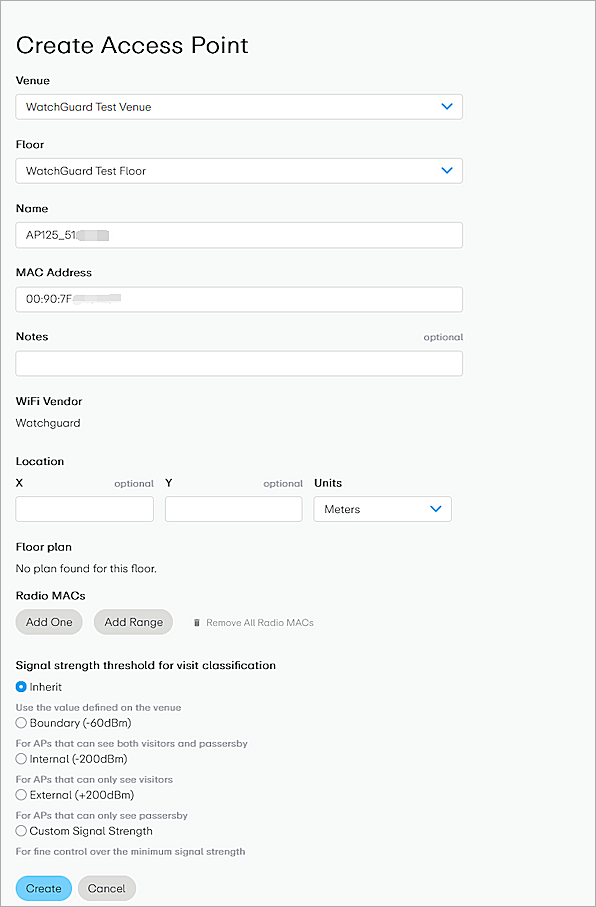 Create Access Point
Venue
WatchGuard Test Venue
Floor
WatchGuard Test Floor
Name
AP125_51
MAC Address
00:90:7F
Notes optional
WiFi Vendor
Watchguard
Location
X optional Y optional Units
Meters
Floor plan
No plan found for this floor.
Radio MACs
Add One Add Range Remove All Radio MACs
Signal strength threshold for visit classification
Inherit
Use the value defined on the venue
Boundary (-60dBm)
For APs that can see both visitors and passersby
Internal (-200dBm)
For APs that can only see visitors
External (+200dBm)
For APs that can only see passersby
Custom Signal Strength
For fine control over the minimum signal strength
Create Cancel